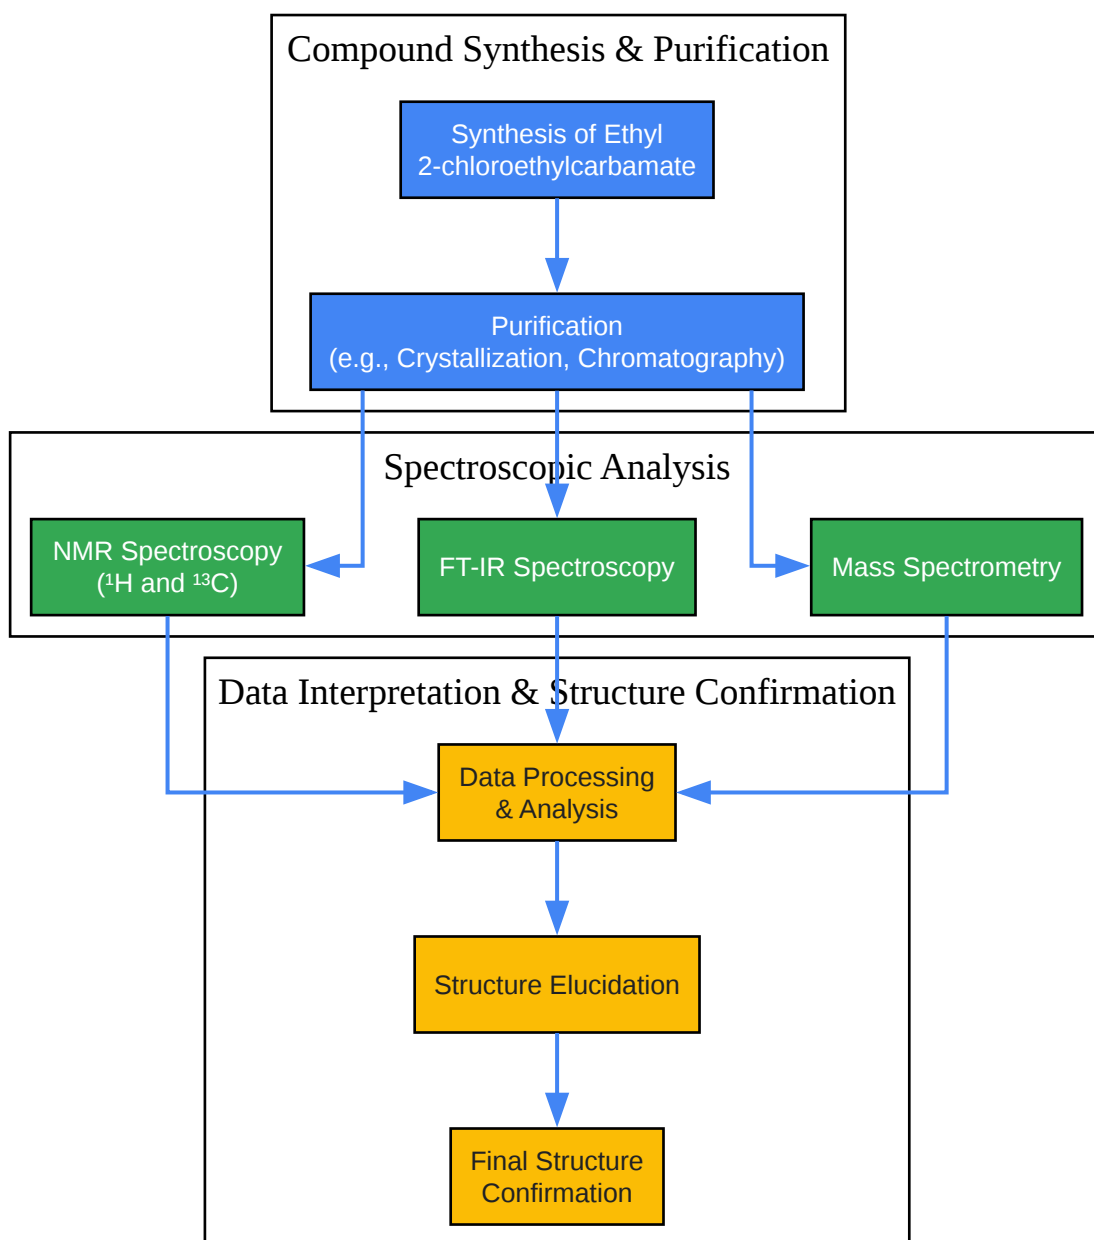 Compound Synthesis & Purification
Synthesis of Ethyl
2-chloroethylcarbamate
Purification
(e.g., Crystallization, Chromatography)
Spectroscopic Analysis
NMR Spectroscopy
(¹H and ¹³C)
FT-IR Spectroscopy
Mass Spectrometry
Data Interpretation & Structure Confirmation
Data Processing
& Analysis
Structure Elucidation
Final Structure
Confirmation